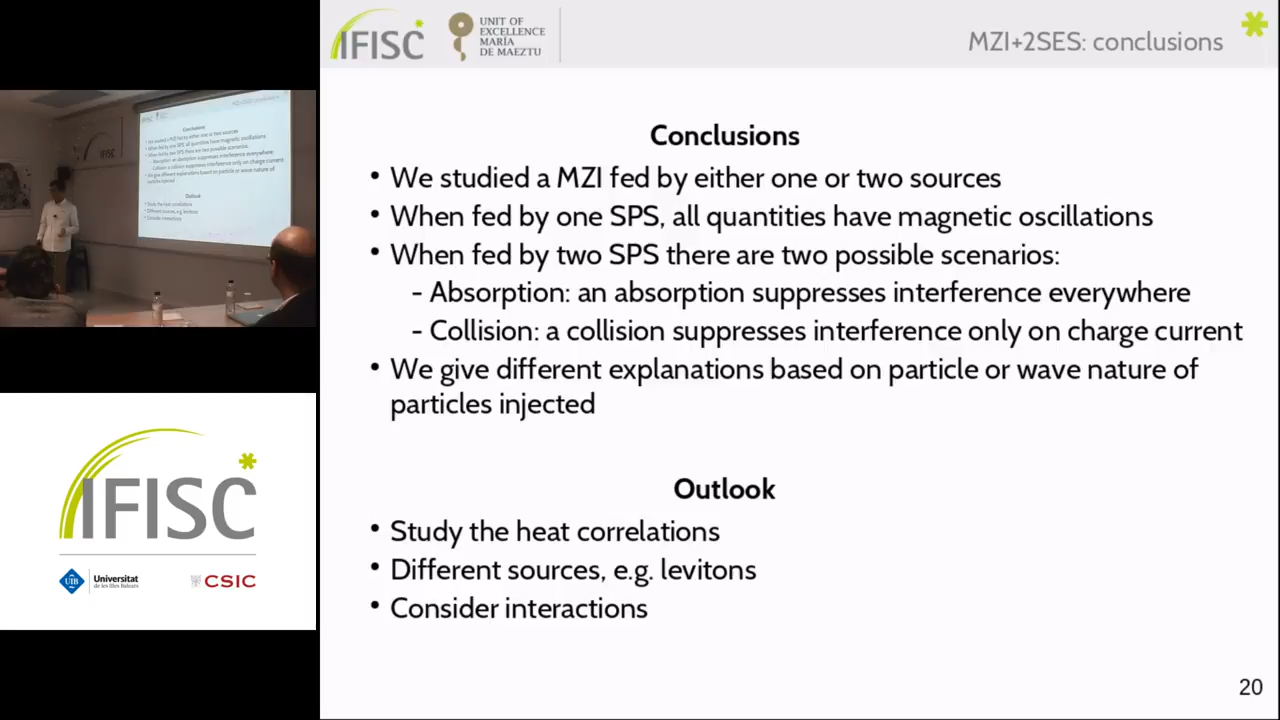 IFISC
UNIT OF
EXCELLENCE
MARÍA
DE MAEZTU
MZI+2SES: conclusions
Conclusions
• We studied a MZI fed by either one or two sources
• When fed by one SPS, all quantities have magnetic oscillations
• When fed by two SPS there are two possible scenarios:
- Absorption: an absorption suppresses interference everywhere
- Collision: a collision suppresses interference only on charge current
• We give different explanations based on particle or wave nature of
particles injected
Outlook
• Study the heat correlations
• Different sources, e.g. levitons
• Consider interactions
20
IFISC
UIB
Universitat
de les Illes Balears
CSIC